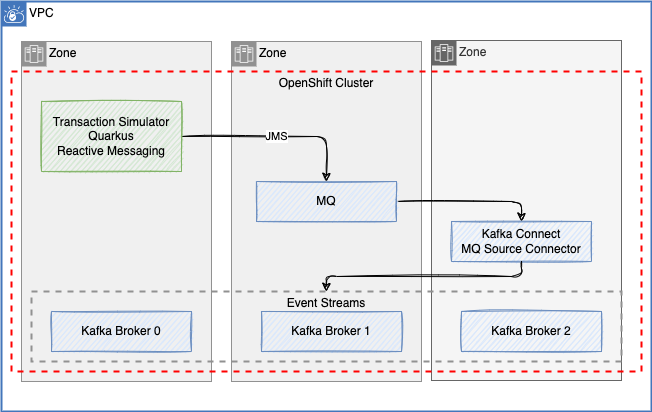 VPC
Zone
Zone
Zone
OpenShift Cluster
Transaction Simulator
Quarkus
Reactive Messaging
JMS
MQ
Kafka Connect
MQ Source Connector
Event Streams
Kafka Broker 0
Kafka Broker 1
Kafka Broker 2